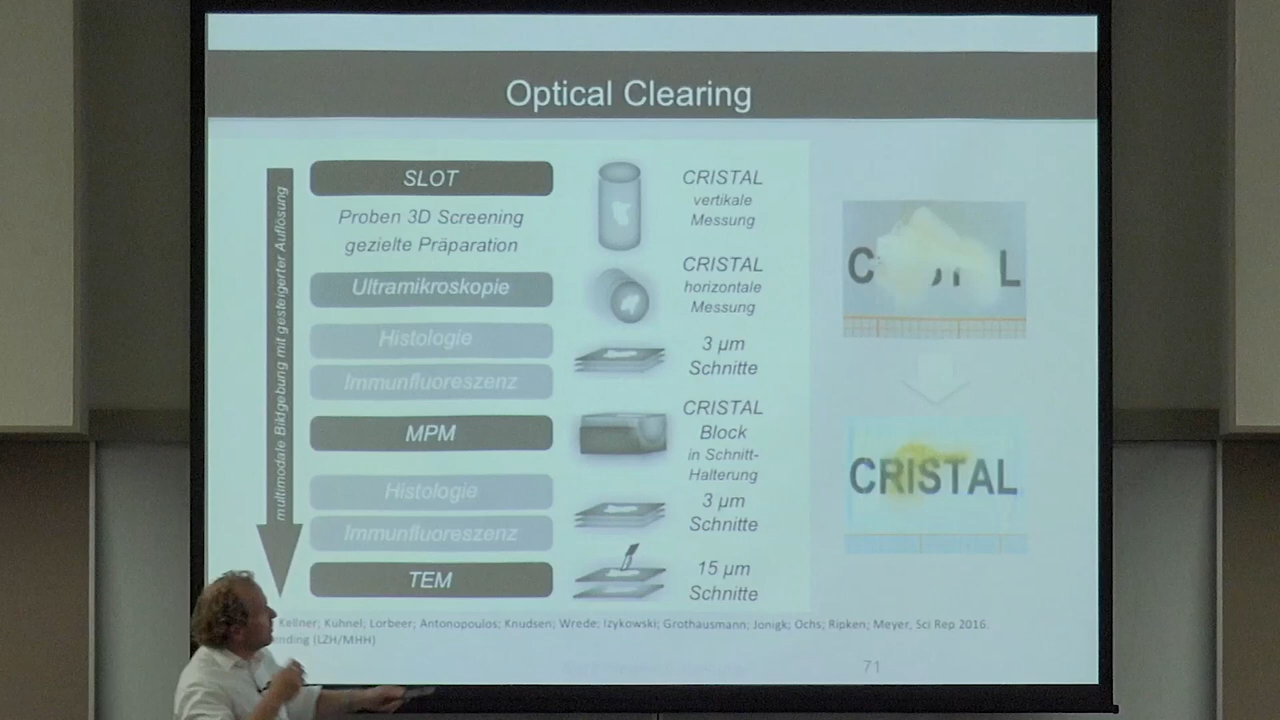 Optical Clearing
multimodale Bildgebung mit gesteigerter Auflösung
SLOT
Proben 3D Screening
gezielte Präparation
Ultramikroskopie
Histologie
Immunfluoreszenz
MPM
Histologie
Immunfluoreszenz
TEM
CRISTAL
vertikale
Messung
CRISTAL
horizontale
Messung
3 µm
Schnitte
CRISTAL
Block
in Schnitt-
Halterung
3 µm
Schnitte
15 µm
Schnitte
C L
CRISTAL
Kellner; Kühnel; Lorbeer; Antonopoulos; Knudsen; Wrede; Izykowski; Grothausmann; Jonigk; Ochs; Ripken; Meyer, Sci Rep 2016.
nding (LZH/MHH)
71